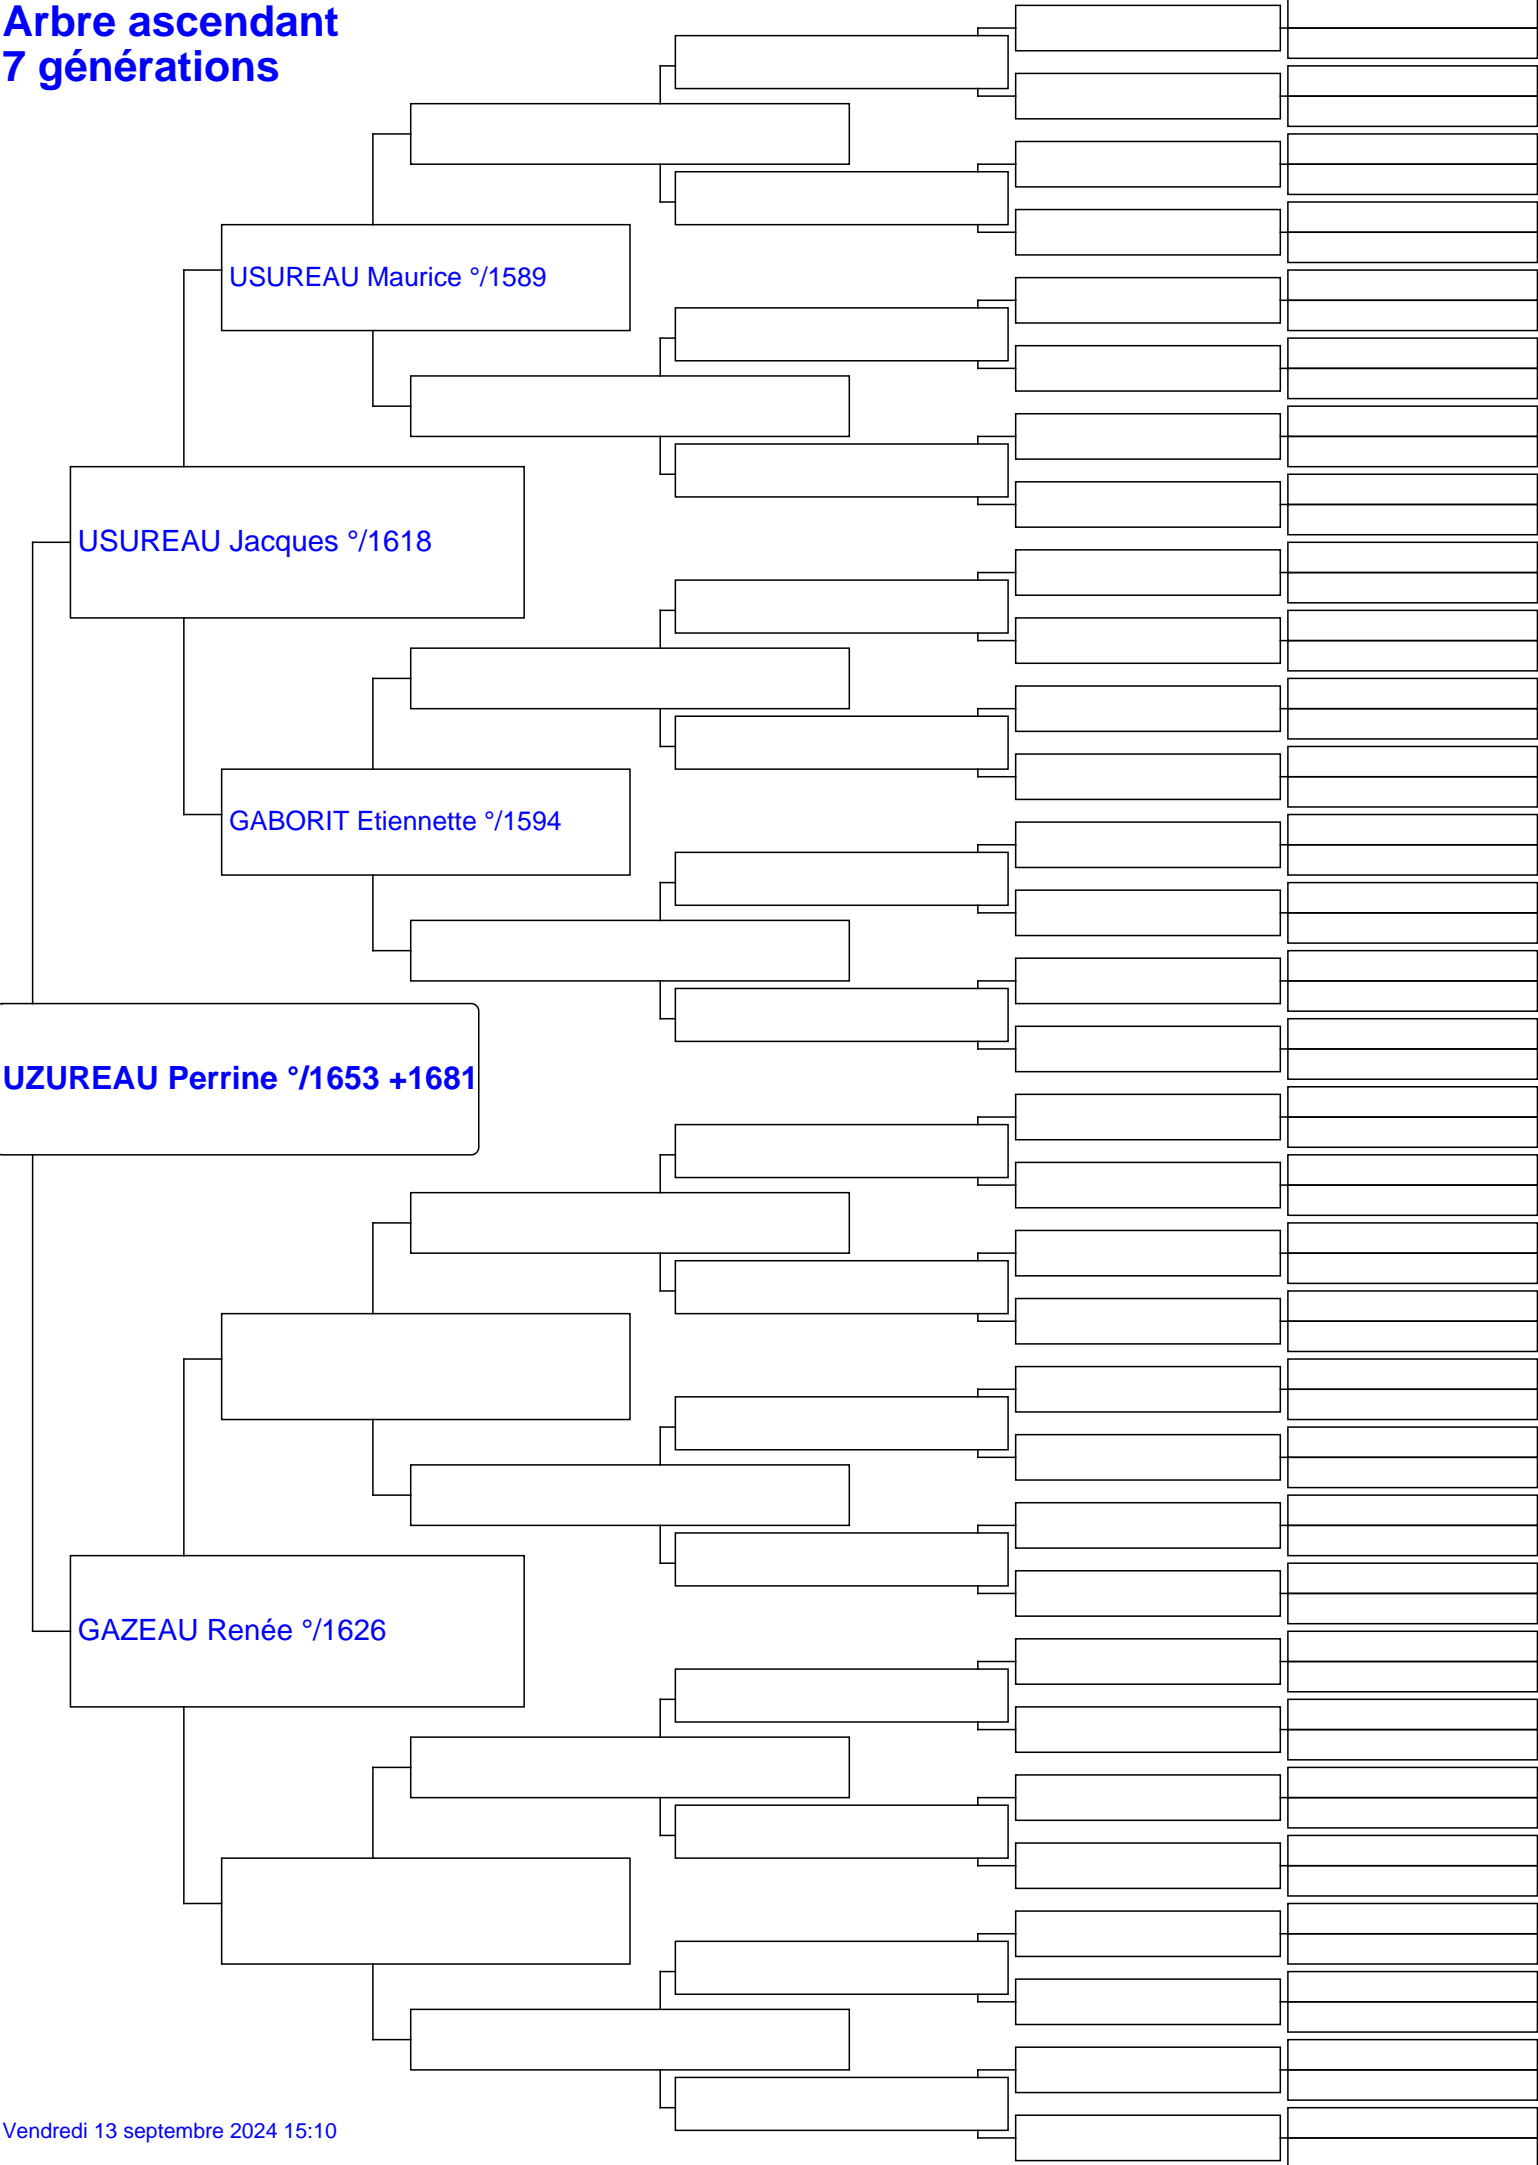 Arbre ascendant
7 générations
USUREAU Maurice °/1589
USUREAU Jacques °/1618
GABORIT Etiennette °/1594
UZUREAU Perrine °/1653 +1681
GAZEAU Renée °/1626
Vendredi 13 septembre 2024 15:10